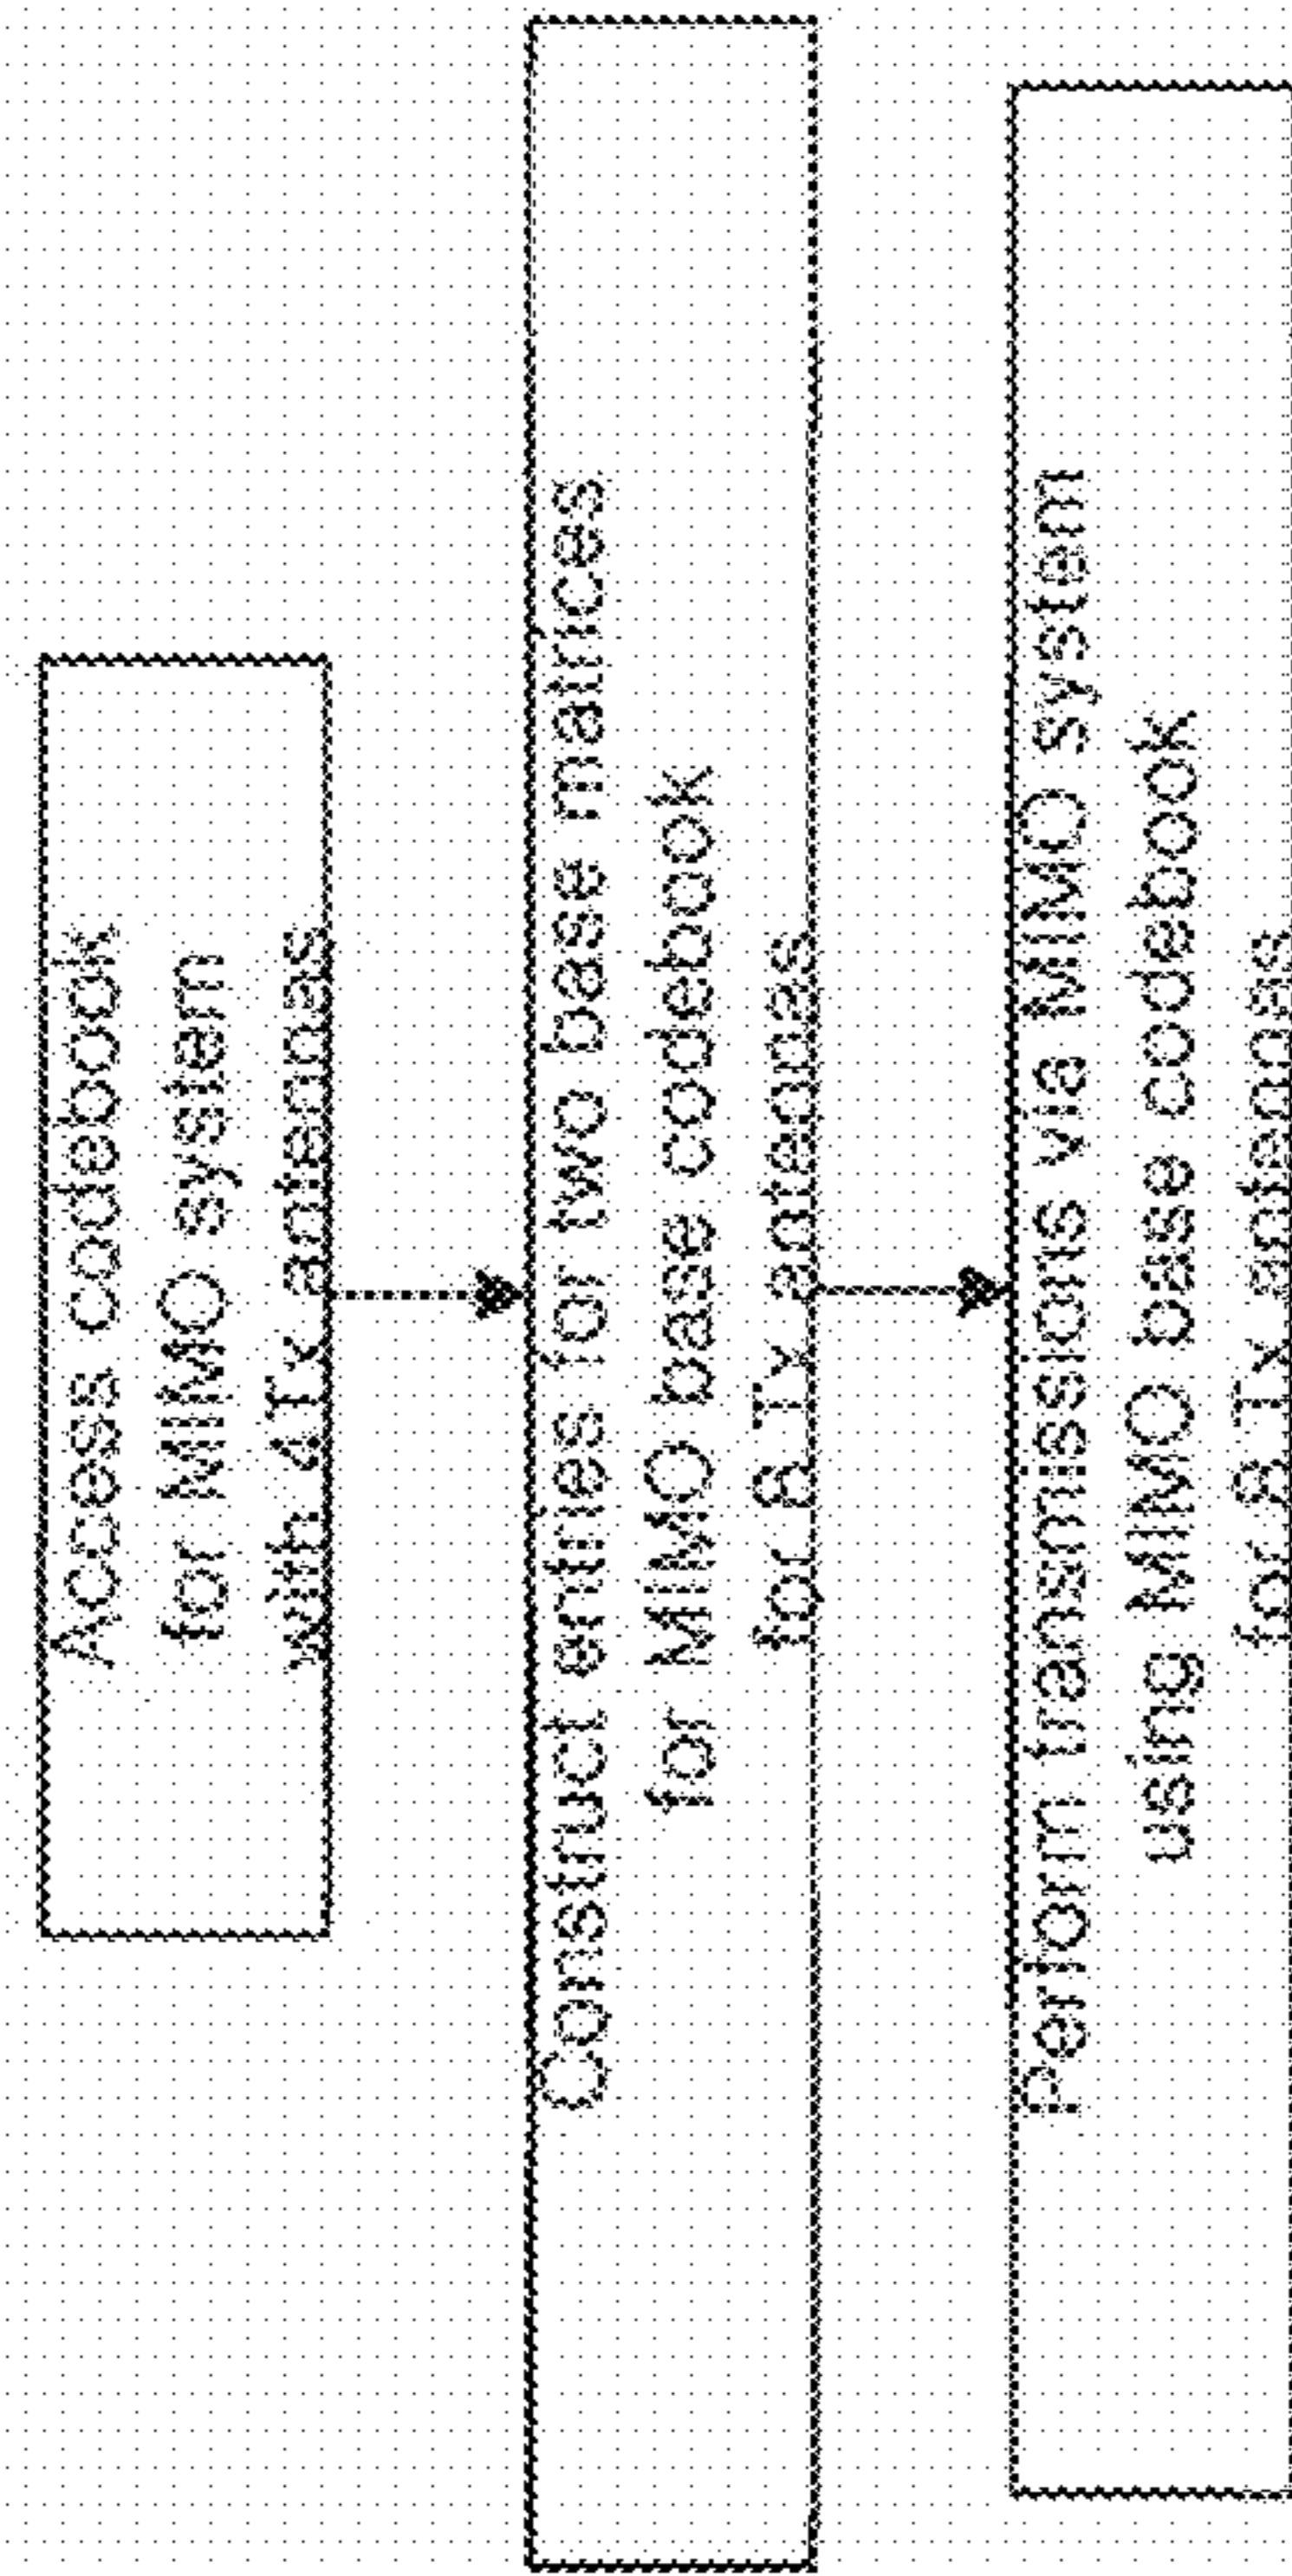 Access codebook
for MIMO system
with 4Tx antennas
Construct entries for two base matrices
for MIMO base codebook
for 8 Tx antennas
Perform transmissions via MIMO system
using MIMO base codebook
for 8 Tx antennas